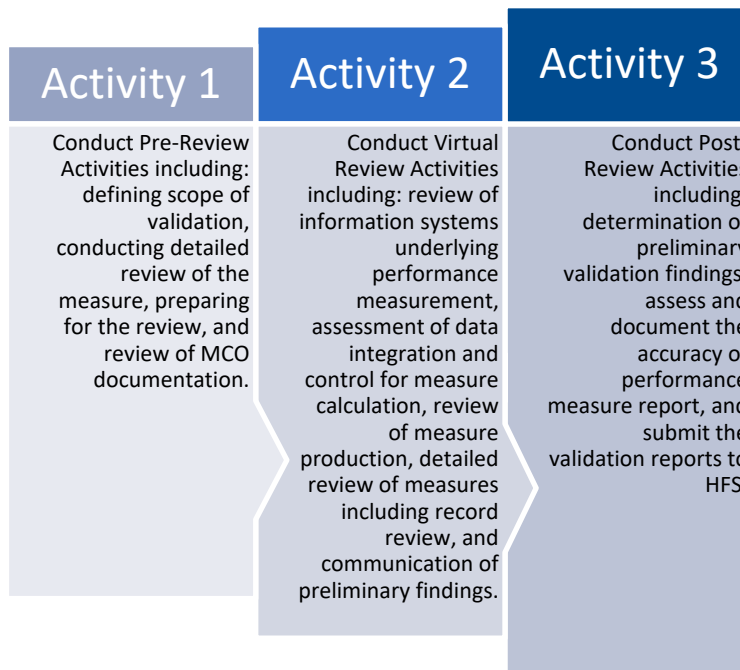 Activity 1
Conduct Pre-Review
Activities including:
defining scope of
validation,
conducting detailed
review of the
measure, preparing
for the review, and
review of MCO
documentation.
Activity 2
Conduct Virtual
Review Activities
including: review of
information systems
underlying
performance
measurement,
assessment of data
integration and
control for measure
calculation, review
of measure
production, detailed
review of measures
including record
review, and
communication of
preliminary findings.
Activity 3
Conduct Post
Review Activities
including
determination of
preliminary
validation findings
assess and
document the
accuracy of
performance
measure report, and
submit the
validation reports to
HFS